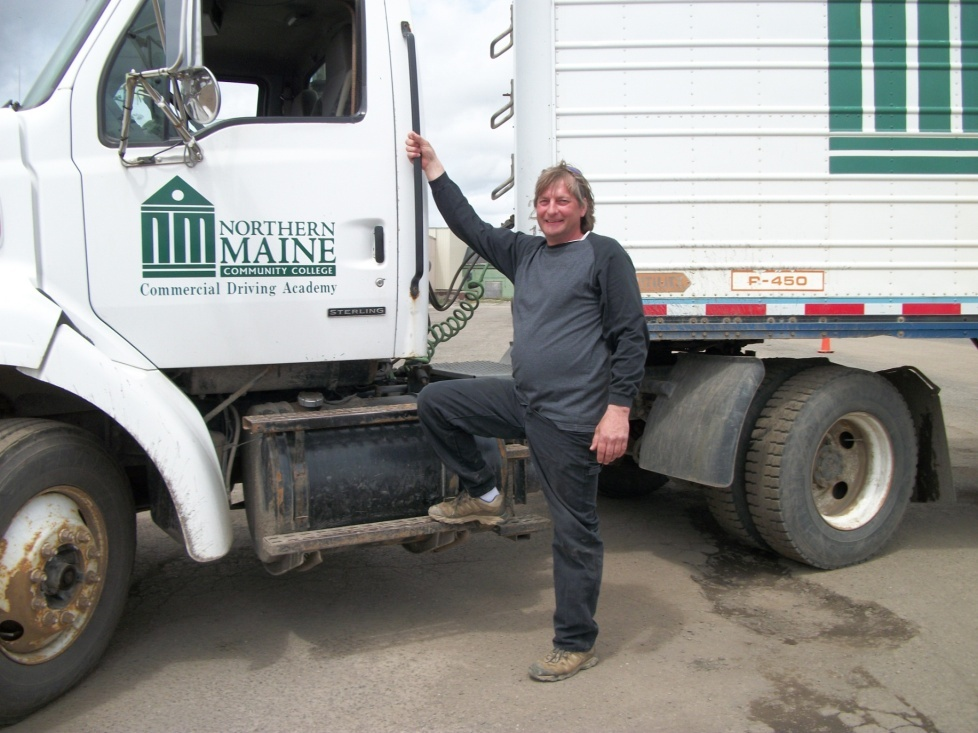 NORTHERN
MAINE
COMMUNITY COLLEGE
Commercial Driving Academy
STERLING
R-450